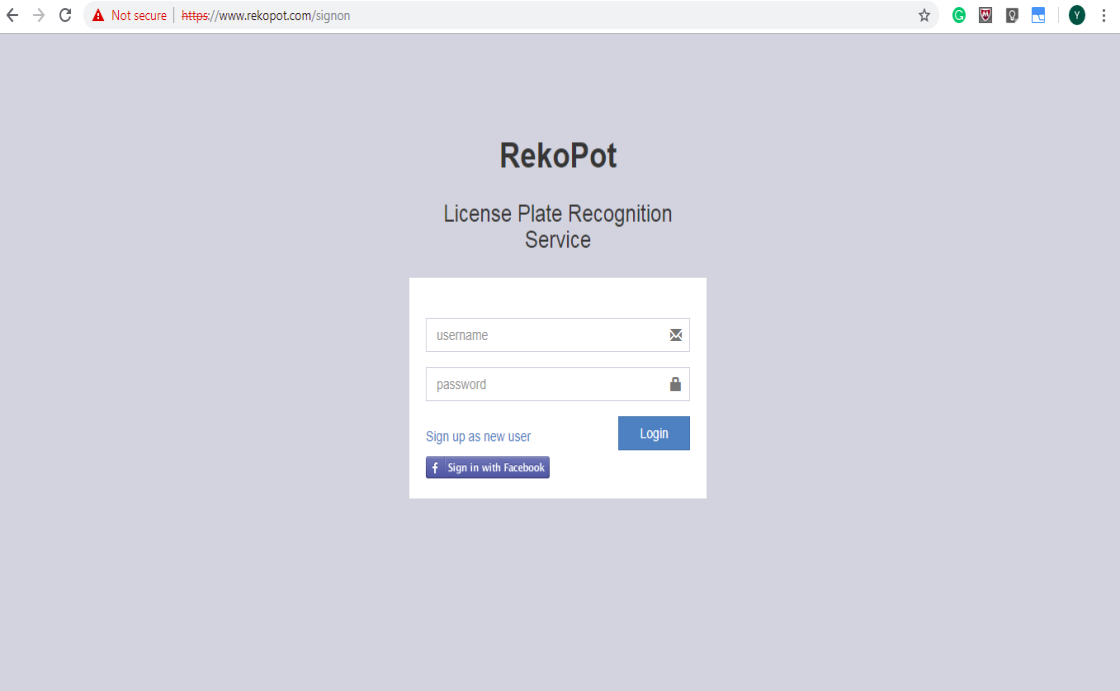 Not secure | https://www.rekopot.com/signon
Y
RekoPot
License Plate Recognition
Service
username
password
Sign up as new user
Login
f Sign in with Facebook